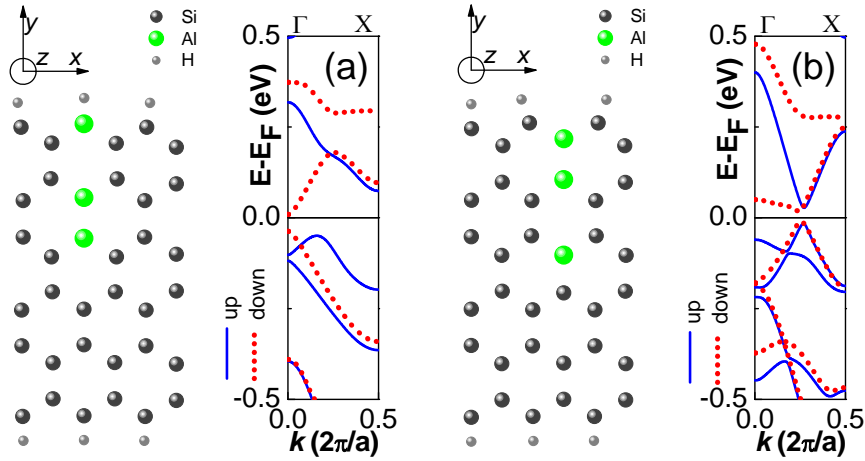 y
z
x
Si
Al
H
Γ
X
(a)
E-E_F (eV)
0.5
0.0
-0.5
up
down
0.0
0.5
k (2π/a)
y
z
x
Si
Al
H
Γ
X
(b)
E-E_F (eV)
0.5
0.0
-0.5
up
down
0.0
0.5
k (2π/a)